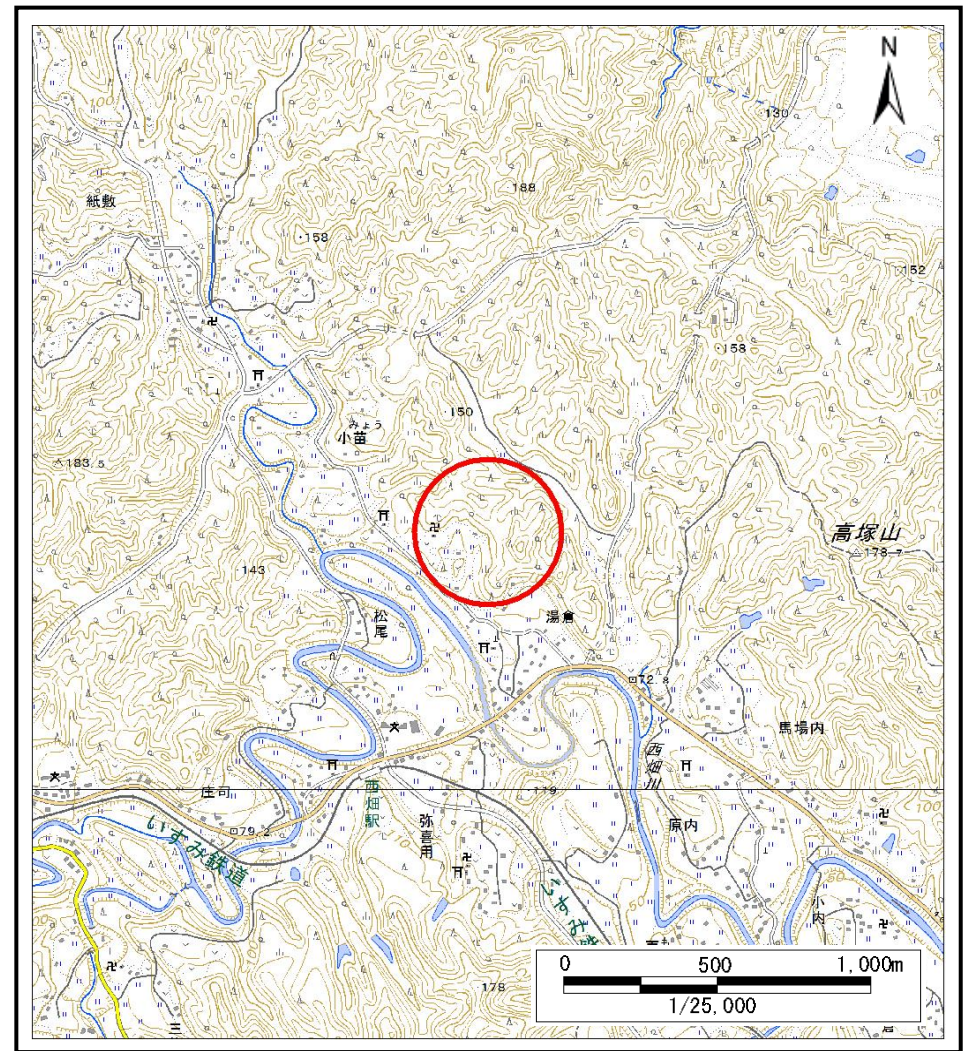 N
100
130
紙敷
188
158
152
158
150
みょう
小苗
183.5
高塚山
178.7
143
松尾
湯倉
72.8
馬場内
西畑川
庄司
西畑駅
119
79.2
弥喜用
原内
100
いすみ鉄道
小内
50
178
三
0 500 1,000m
1/25,000